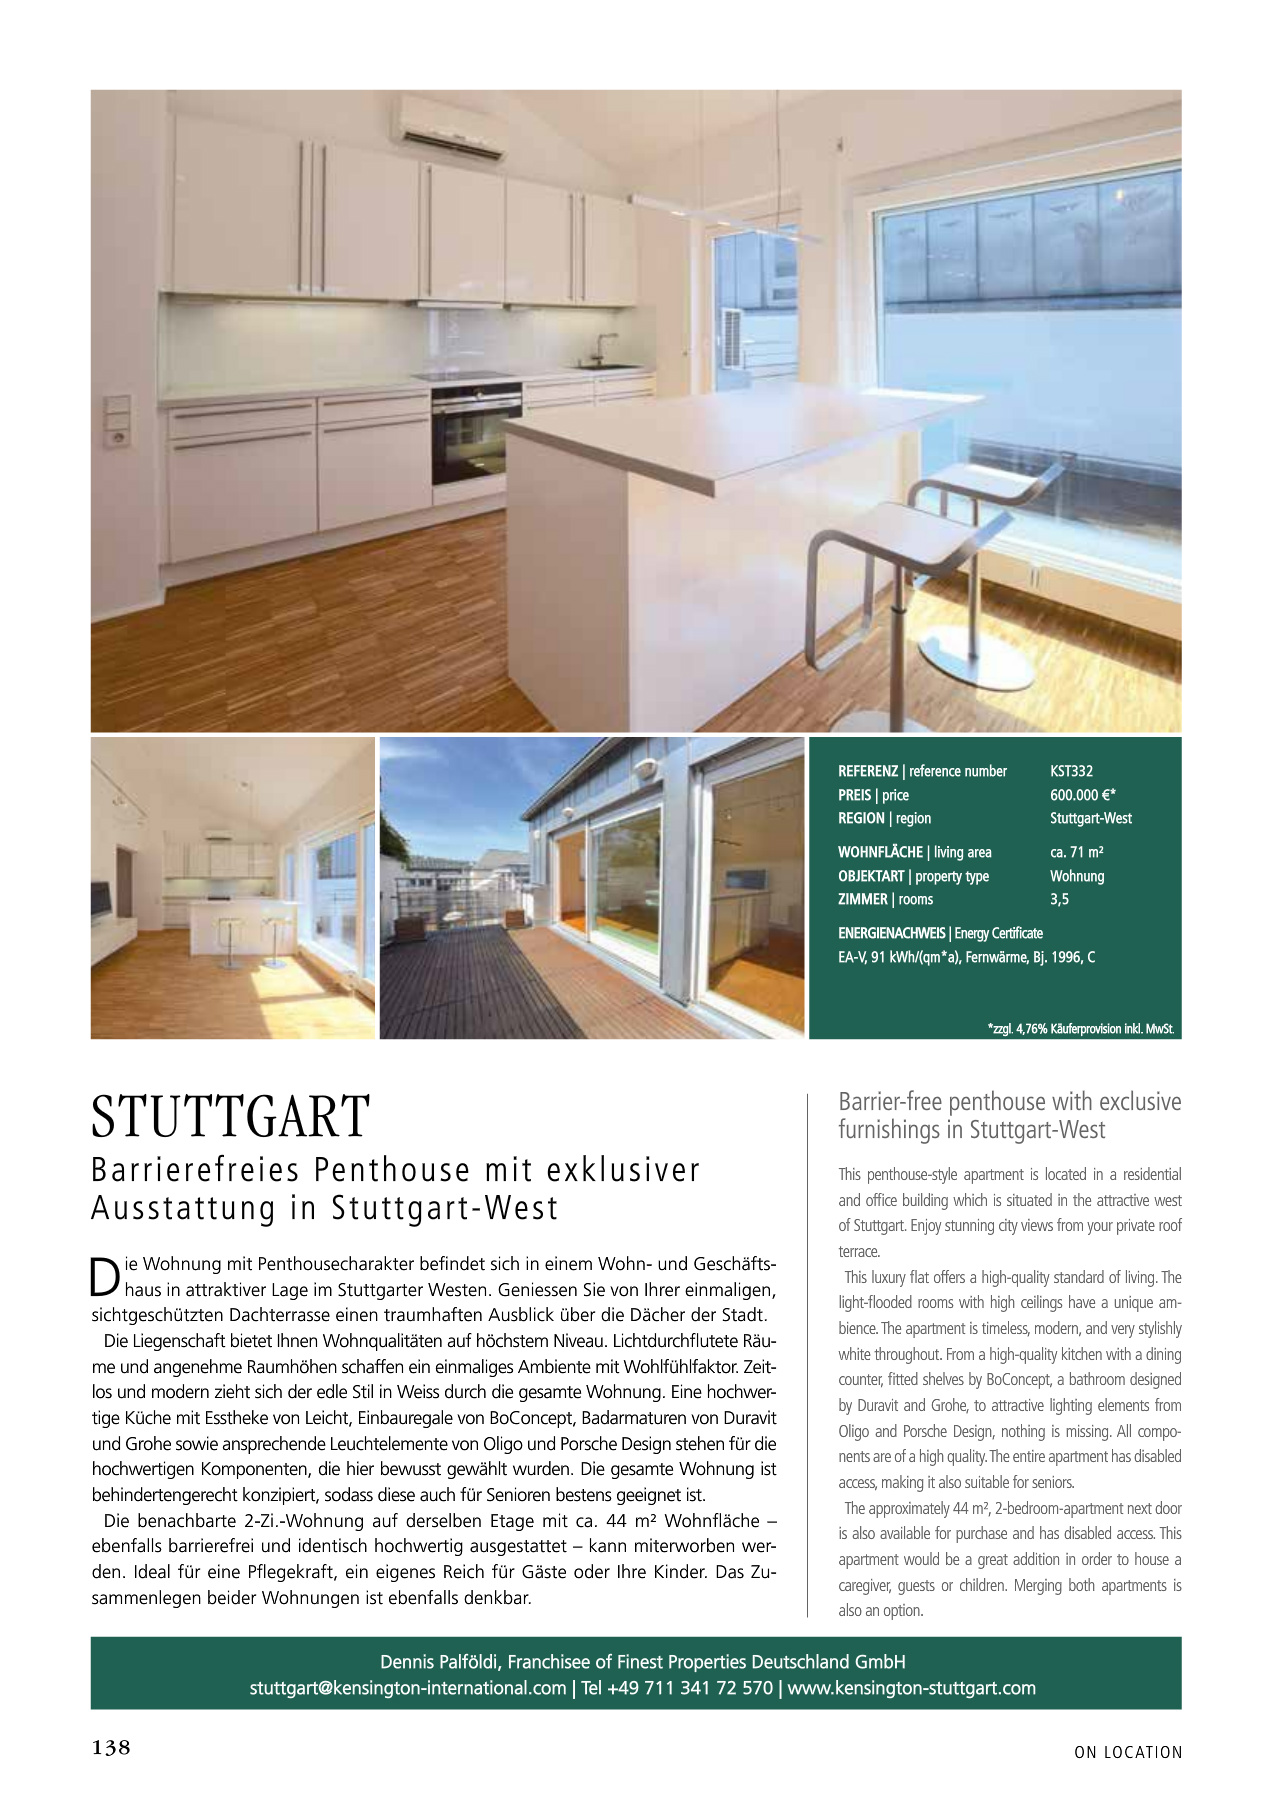 REFERENZ | reference number KST332
PREIS | price 600.000 €*
REGION | region Stuttgart-West
WOHNFLÄCHE | living area ca. 71 m²
OBJEKTART | property type Wohnung
ZIMMER | rooms 3,5
ENERGIENACHWEIS | Energy Certificate
EA-V, 91 kWh/(qm*a), Fernwärme, Bj. 1996, C
*zzgl. 4,76% Käuferprovision inkl. MwSt.
STUTTGART
Barrierefreies Penthouse mit exklusiver
Ausstattung in Stuttgart-West
Die Wohnung mit Penthousecharakter befindet sich in einem Wohn- und Geschäfts-
haus in attraktiver Lage im Stuttgarter Westen. Geniessen Sie von Ihrer einmaligen,
sichtgeschützten Dachterrasse einen traumhaften Ausblick über die Dächer der Stadt.
Die Liegenschaft bietet Ihnen Wohnqualitäten auf höchstem Niveau. Lichtdurchflutete Räu-
me und angenehme Raumhöhen schaffen ein einmaliges Ambiente mit Wohlfühlfaktor. Zeit-
los und modern zieht sich der edle Stil in Weiss durch die gesamte Wohnung. Eine hochwer-
tige Küche mit Esstheke von Leicht, Einbauregale von BoConcept, Badarmaturen von Duravit
und Grohe sowie ansprechende Leuchtelemente von Oligo und Porsche Design stehen für die
hochwertigen Komponenten, die hier bewusst gewählt wurden. Die gesamte Wohnung ist
behindertengerecht konzipiert, sodass diese auch für Senioren bestens geeignet ist.
Die benachbarte 2-Zi.-Wohnung auf derselben Etage mit ca. 44 m² Wohnfläche –
ebenfalls barrierefrei und identisch hochwertig ausgestattet – kann miterworben wer-
den. Ideal für eine Pflegekraft, ein eigenes Reich für Gäste oder Ihre Kinder. Das Zu-
sammenlegen beider Wohnungen ist ebenfalls denkbar.
Barrier-free penthouse with exclusive
furnishings in Stuttgart-West
This penthouse-style apartment is located in a residential
and office building which is situated in the attractive west
of Stuttgart. Enjoy stunning city views from your private roof
terrace.
This luxury flat offers a high-quality standard of living. The
light-flooded rooms with high ceilings have a unique am-
bience. The apartment is timeless, modern, and very stylishly
white throughout. From a high-quality kitchen with a dining
counter, fitted shelves by BoConcept, a bathroom designed
by Duravit and Grohe, to attractive lighting elements from
Oligo and Porsche Design, nothing is missing. All compo-
nents are of a high quality. The entire apartment has disabled
access, making it also suitable for seniors.
The approximately 44 m², 2-bedroom-apartment next door
is also available for purchase and has disabled access. This
apartment would be a great addition in order to house a
caregiver, guests or children. Merging both apartments is
also an option.
Dennis Palföldi, Franchisee of Finest Properties Deutschland GmbH
stuttgart@kensington-international.com | Tel +49 711 341 72 570 | www.kensington-stuttgart.com
138
ON LOCATION